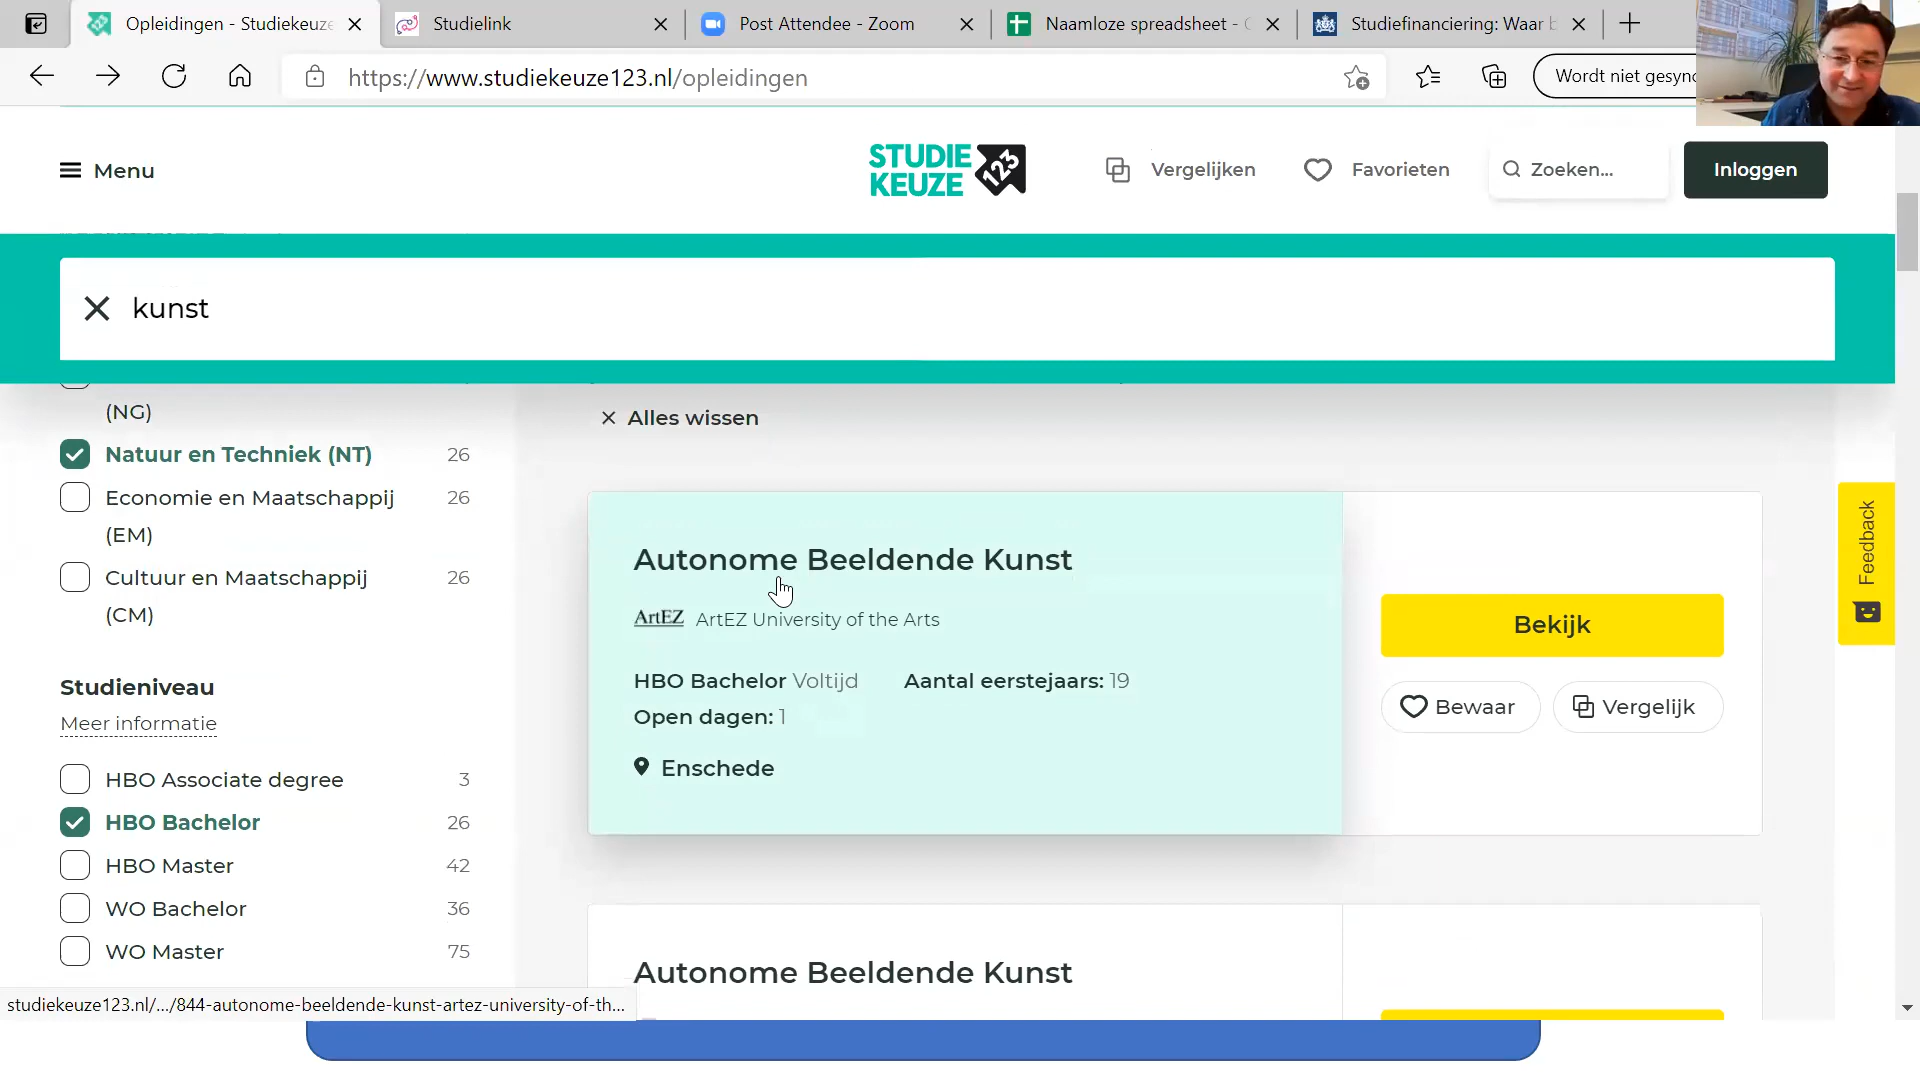 Opleidingen - Studiekeuze
Studielink
Post Attendee - Zoom
Naamloze spreadsheet -
Studiefinanciering: Waar
https://www.studiekeuze123.nl/opleidingen
Wordt niet gesync
Menu
STUDIE
KEUZE
123
Vergelijken
Favorieten
Zoeken...
Inloggen
kunst
(NG)
Natuur en Techniek (NT) 26
Economie en Maatschappij 26
(EM)
Cultuur en Maatschappij 26
(CM)
Studieniveau
Meer informatie
HBO Associate degree 3
HBO Bachelor 26
HBO Master 42
WO Bachelor 36
WO Master 75
Alles wissen
Autonome Beeldende Kunst
ArtEZ ArtEZ University of the Arts
HBO Bachelor Voltijd Aantal eerstejaars: 19
Open dagen: 1
Enschede
Bekijk
Bewaar
Vergelijk
Feedback
Autonome Beeldende Kunst
studiekeuze123.nl/.../844-autonome-beeldende-kunst-artez-university-of-th...